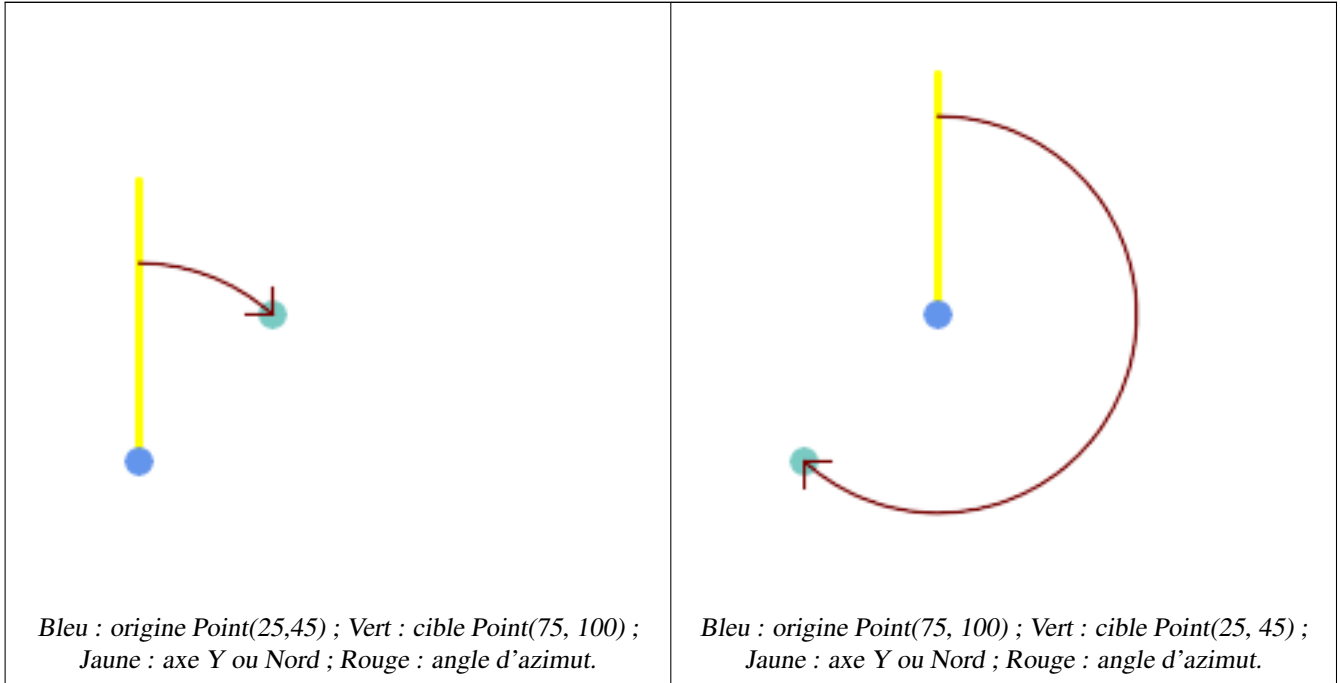 Bleu : origine Point(25,45) ; Vert : cible Point(75, 100) ;
Jaune : axe Y ou Nord ; Rouge : angle d'azimut.
Bleu : origine Point(75, 100) ; Vert : cible Point(25, 45) ;
Jaune : axe Y ou Nord ; Rouge : angle d'azimut.